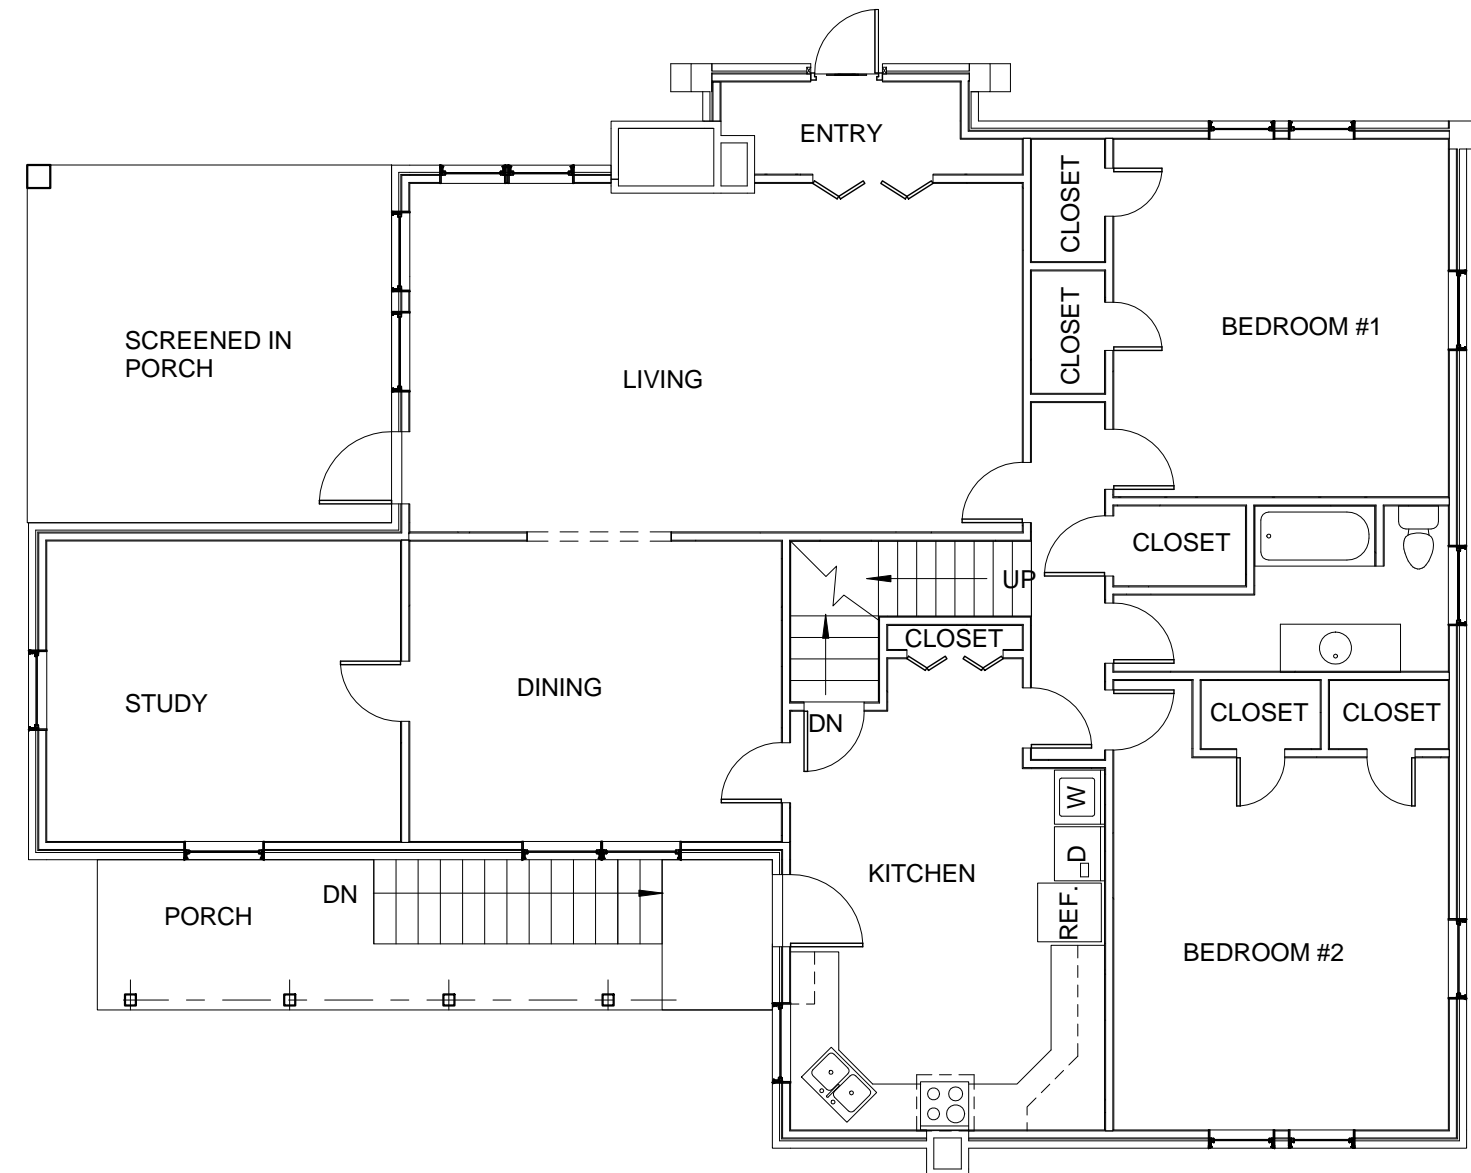 ENTRY
CLOSET
CLOSET
BEDROOM #1
SCREENED IN
PORCH
LIVING
CLOSET
UP
CLOSET
STUDY
DINING
DN
CLOSET
CLOSET
W
D
KITCHEN
REF.
DN
PORCH
BEDROOM #2